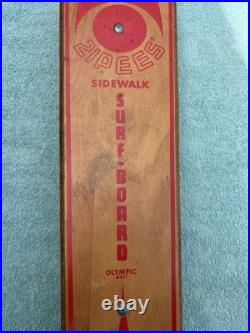 ZIPEES
SIDEWALK
SURF-BOARD
OLYMPIC